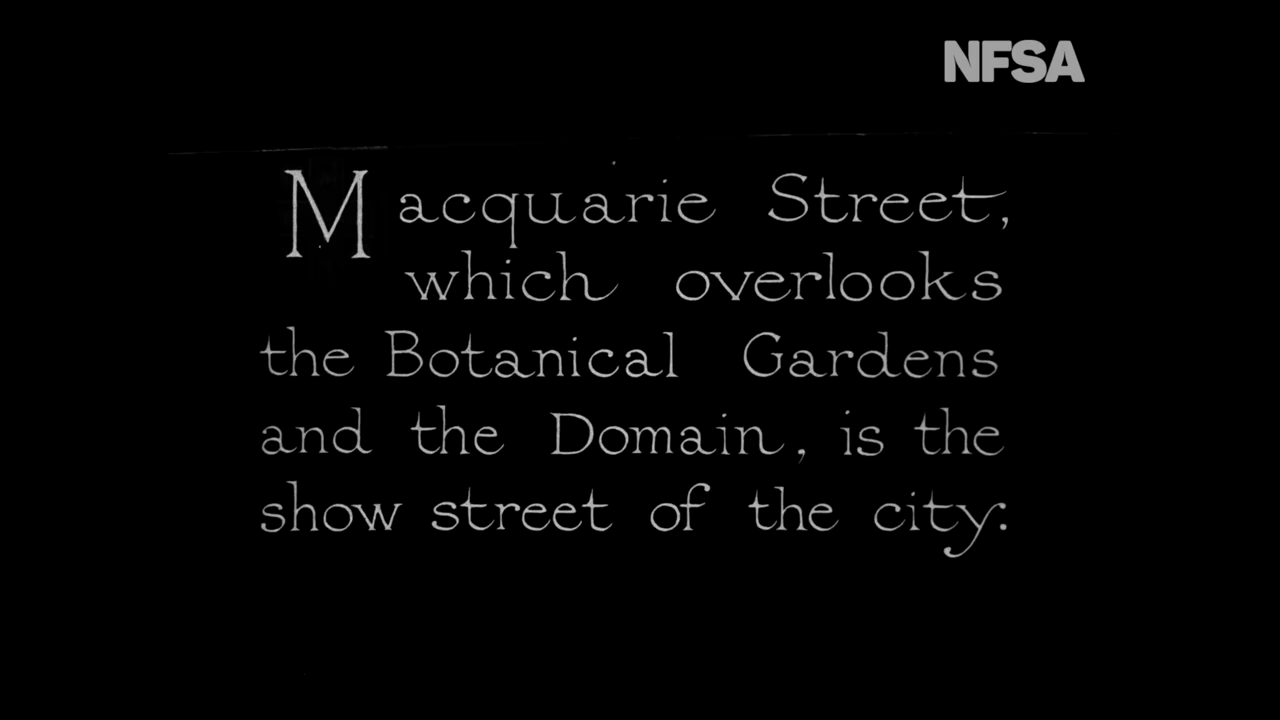 NFSA
Macquarie Street,
which overlooks
the Botanical Gardens
and the Domain, is the
show street of the city: